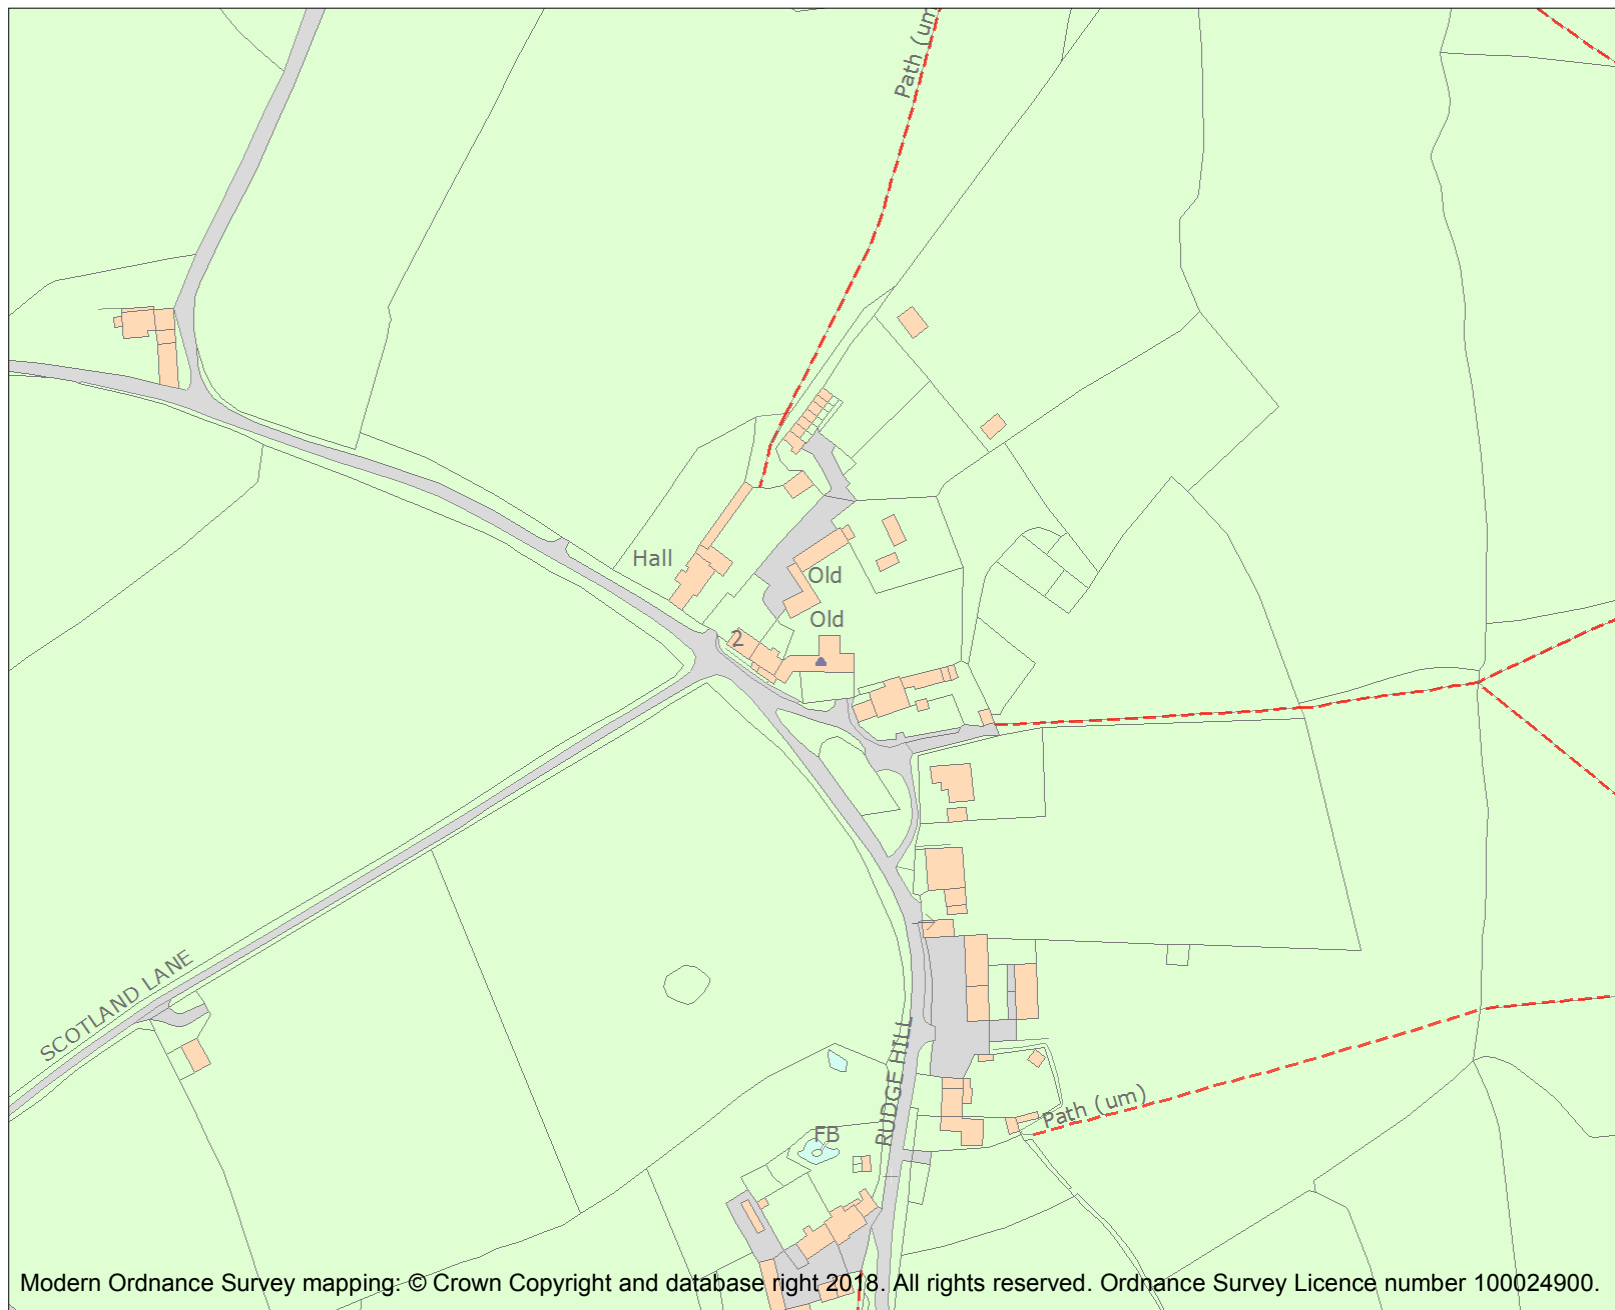 Path (um
Hall
Old
Old
2
SCOTLAND LANE
RUDGE HILL
Path (um)
FB
Modern Ordnance Survey mapping: © Crown Copyright and database right 2018. All rights reserved. Ordnance Survey Licence number 100024900.